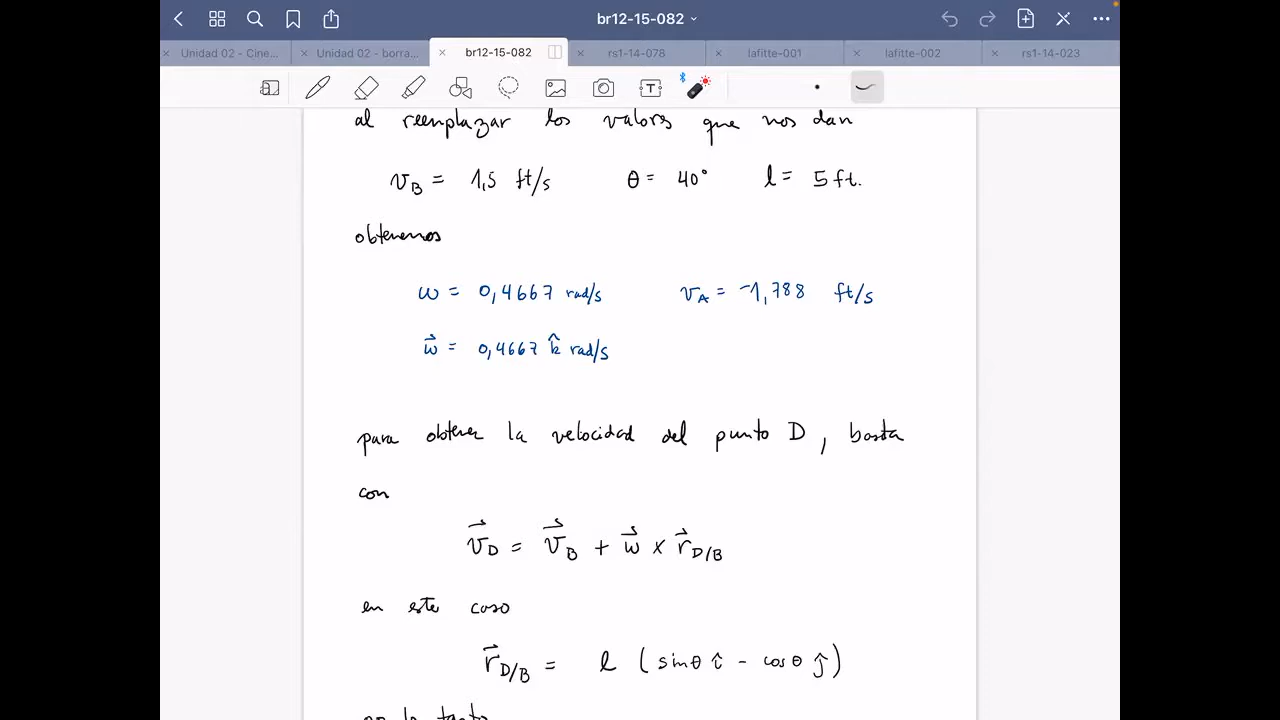 br12-15-082
Unidad 02 - Cine...
Unidad 02 - borra...
br12-15-082
rs1-14-078
lafitte-001
lafitte-002
rs1-14-023
al reemplazar los valores que nos dan
v_B = 1,5 ft/s θ = 40° l = 5 ft.
obtenemos
ω = 0,4667 rad/s v_A = -1,788 ft/s
ω⃗ = 0,4667 k̂ rad/s
para obtener la velocidad del punto D, basta
con
v⃗_D = v⃗_B + ω⃗ × r⃗_D/B
en este caso
r⃗_D/B = l (sinθ î - cosθ ĵ)
por lo tanto